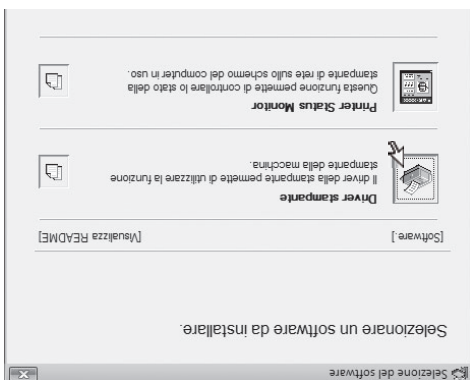 Selezione del software
Selezionare un software da installare.
[Software.] [Visualizza README]
Driver stampante
Il driver della stampante permette di utilizzare la funzione
stampante della macchina.
Printer Status Monitor
Questa funzione permette di controllare lo stato della
stampante di rete sullo schermo del computer in uso.